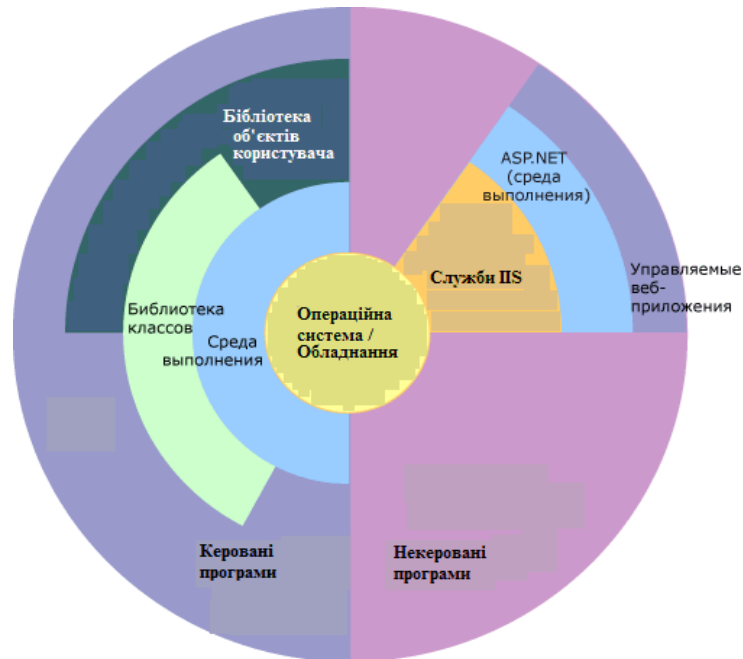 Бібліотека
об'єктів
користувача
ASP.NET
(среда
выполнения)
Служби IIS
Управляемые
веб-
приложения
Библиотека
классов
Среда
выполнения
Операційна
система /
Обладнання
Керовані
програми
Некеровані
програми